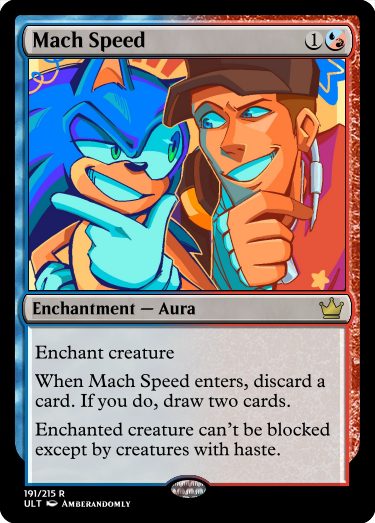 Mach Speed 1
Enchantment — Aura
Enchant creature
When Mach Speed enters, discard a
card. If you do, draw two cards.
Enchanted creature can't be blocked
except by creatures with haste.
191/215 R
ULT Amberandomly